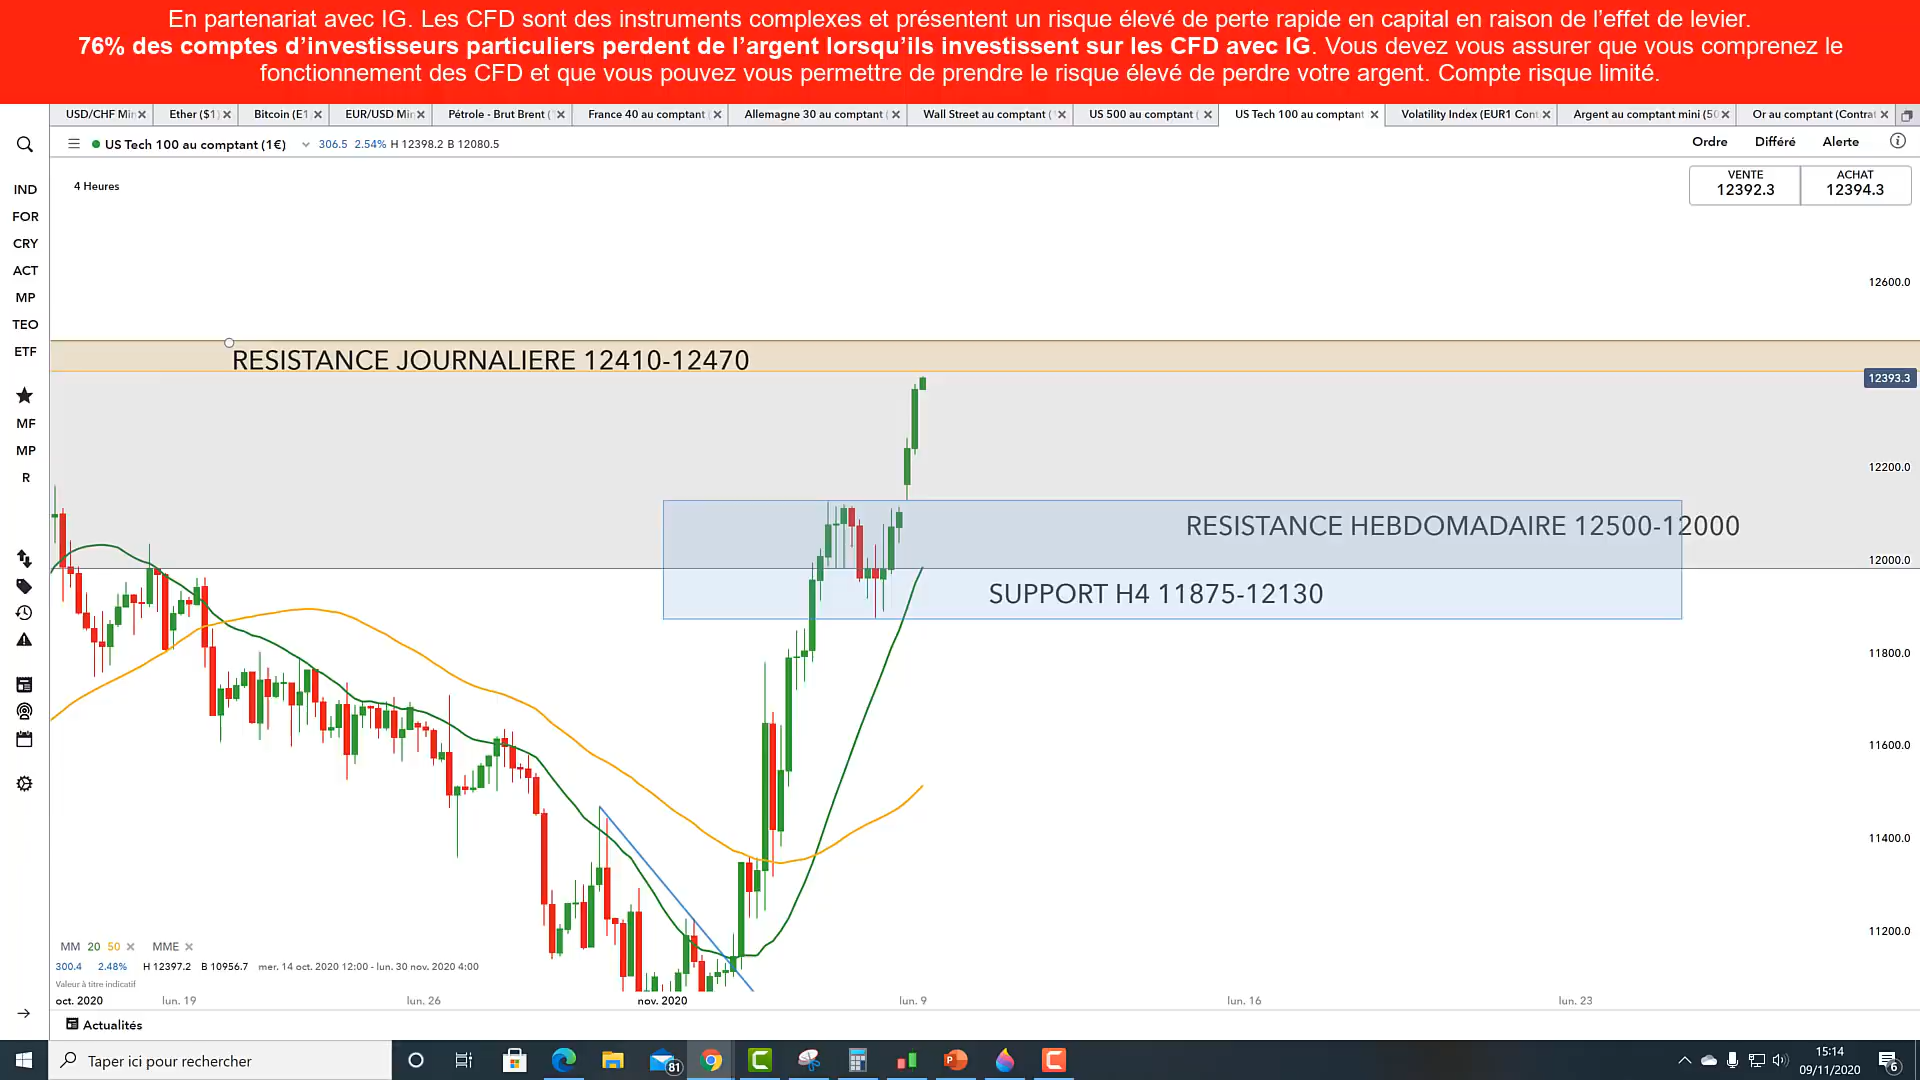 En partenariat avec IG. Les CFD sont des instruments complexes et présentent un risque élevé de perte rapide en capital en raison de l'effet de levier.
76% des comptes d'investisseurs particuliers perdent de l'argent lorsqu'ils investissent sur les CFD avec IG. Vous devez vous assurer que vous comprenez le
fonctionnement des CFD et que vous pouvez vous permettre de prendre le risque élevé de perdre votre argent. Compte risque limité.
USD/CHF Min Ether ($1) Bitcoin (E1 EUR/USD Min Pétrole - Brut Brent ( France 40 au comptant ( Allemagne 30 au comptant ( Wall Street au comptant ( US 500 au comptant ( US Tech 100 au comptant Volatility Index (EUR1 Con Argent au comptant mini (50 Or au comptant (Contrat
US Tech 100 au comptant (1€) 306.5 2.54% H 12398.2 B 12080.5 Ordre Différé Alerte
4 Heures
VENTE ACHAT
12392.3 12394.3
IND
FOR
CRY
ACT
MP
TEO
ETF
MF
MP
R
12600.0
RESISTANCE JOURNALIERE 12410-12470
12393.3
12200.0
RESISTANCE HEBDOMADAIRE 12500-12000
12000.0
SUPPORT H4 11875-12130
11800.0
11600.0
11400.0
11200.0
MM 20 50 MME
300.4 2.48% H 12397.2 B 10956.7 mer. 14 oct. 2020 12:00 - lun. 30 nov. 2020 4:00
Valeur à titre indicatif
oct. 2020 lun. 19 lun. 26 nov. 2020 lun. 9 lun. 16 lun. 23
Actualités
Taper ici pour rechercher
81
15:14
09/11/2020
6